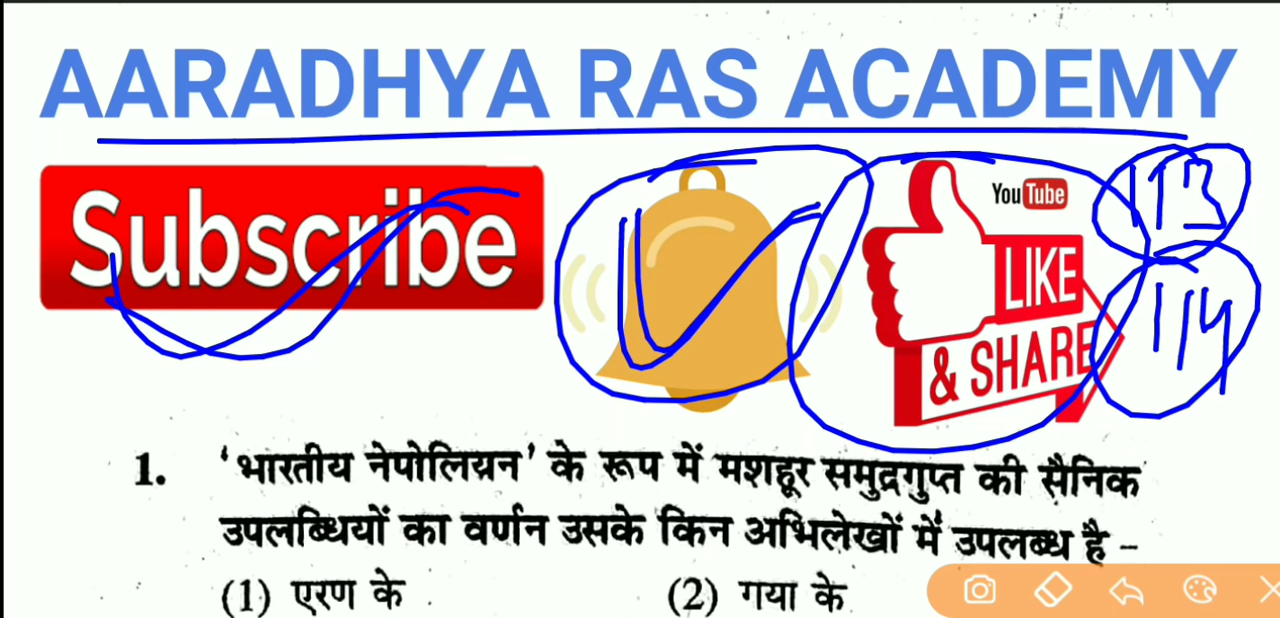 AARADHYA RAS ACADEMY
Subscribe
YouTube
LIKE
& SHARE
113
114
1. 'भारतीय नेपोलियन' के रूप में मशहूर समुद्रगुप्त की सैनिक
उपलब्धियों का वर्णन उसके किन अभिलेखों में उपलब्ध है -
(1) एरण के (2) गया के